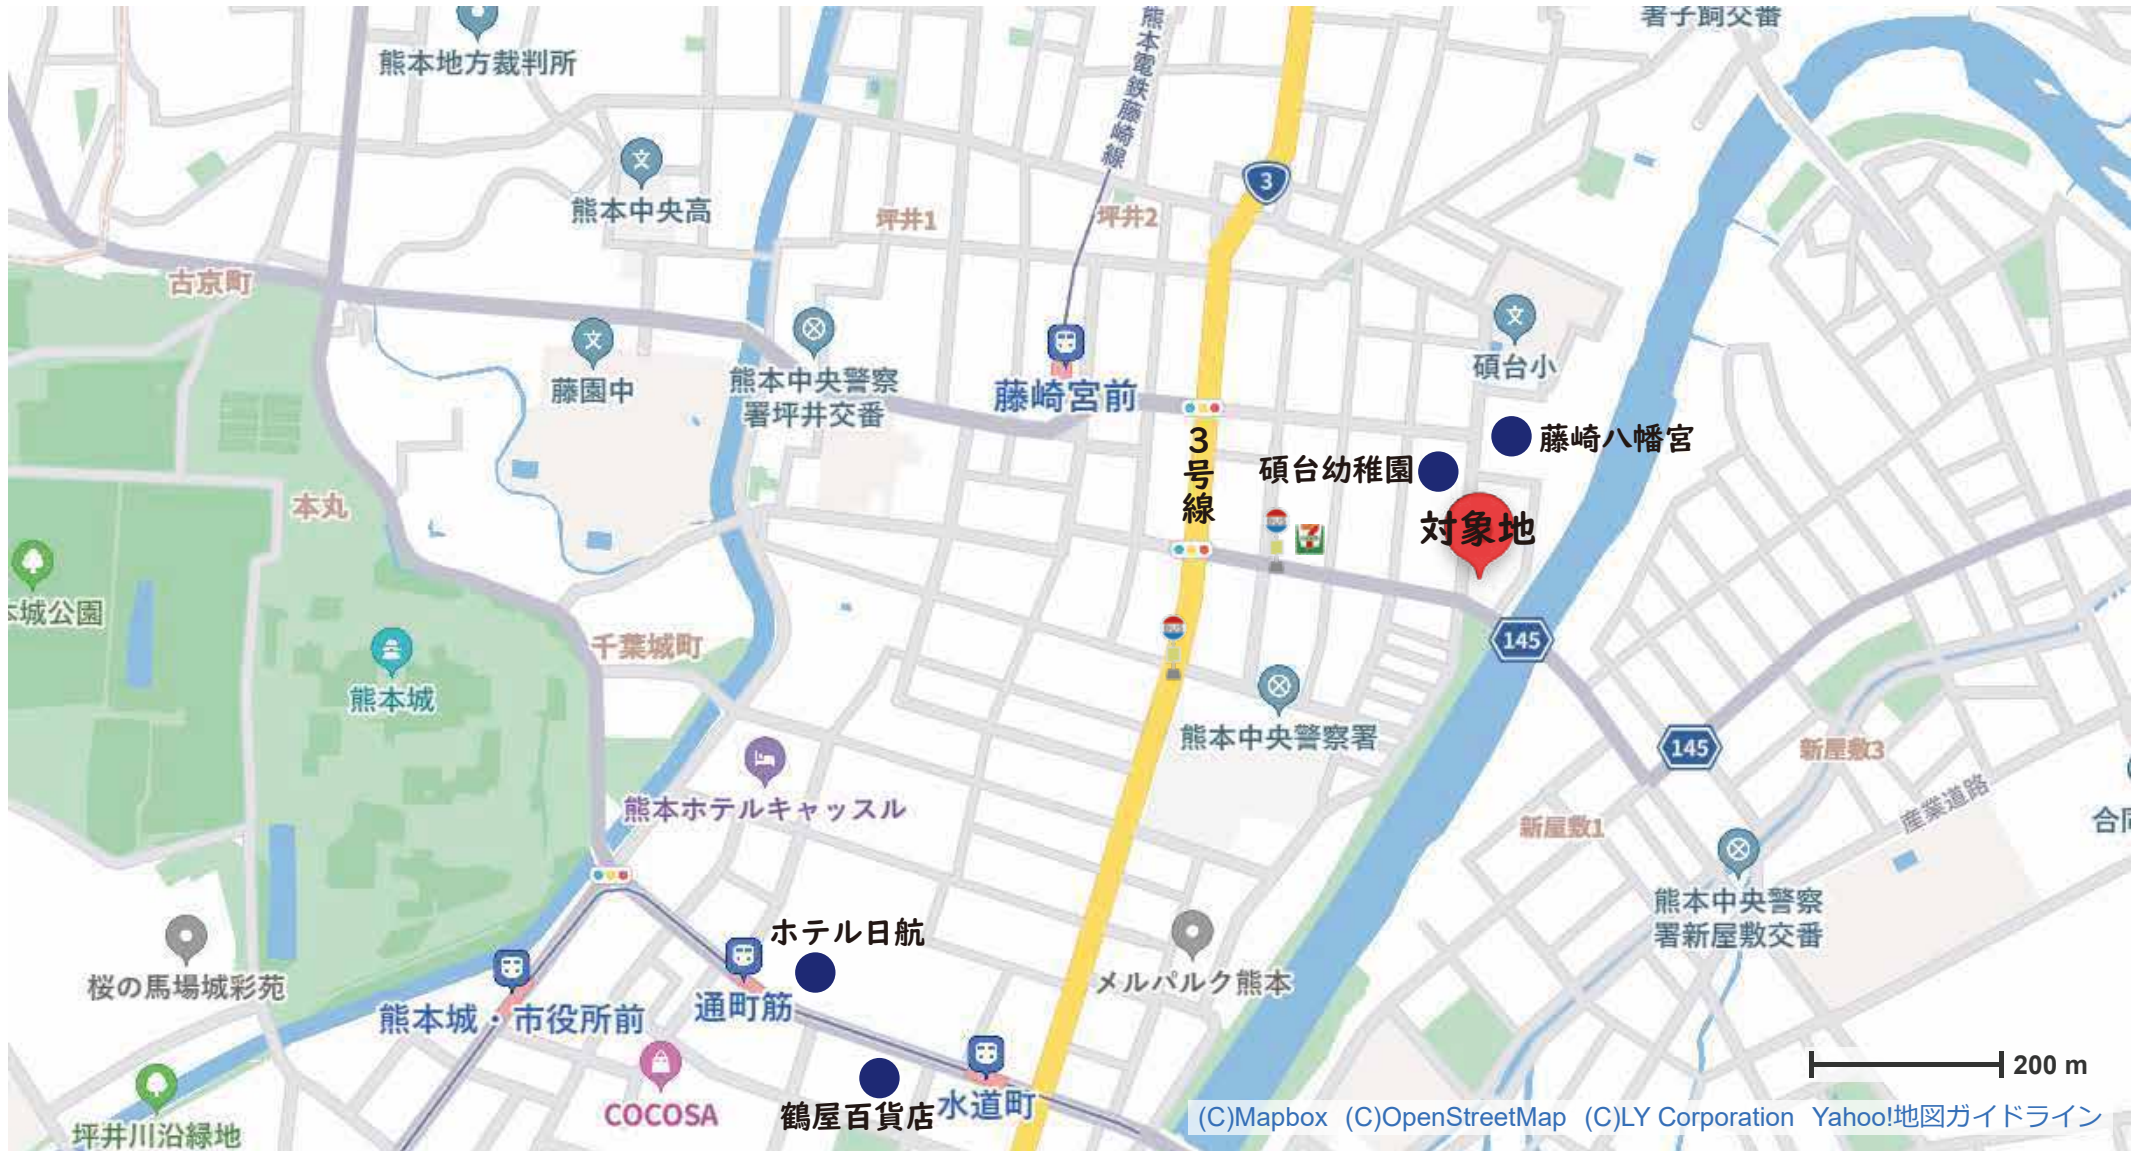 署子飼交番
熊本地方裁判所
熊本電鉄藤崎線
3
熊本中央高
坪井1
坪井2
古京町
碩台小
藤園中
熊本中央警察
署坪井交番
藤崎宮前
3号線
藤崎八幡宮
碩台幼稚園
対象地
本丸
本城公園
千葉城町
145
熊本城
熊本中央警察署
145
新屋敷3
熊本ホテルキャッスル
新屋敷1
産業道路
合同
熊本中央警察
署新屋敷交番
ホテル日航
桜の馬場城彩苑
メルパルク熊本
通町筋
熊本城・市役所前
200 m
COCOSA
鶴屋百貨店
水道町
坪井川沿緑地
(C)Mapbox (C)OpenStreetMap (C)LY Corporation Yahoo!地図ガイドライン